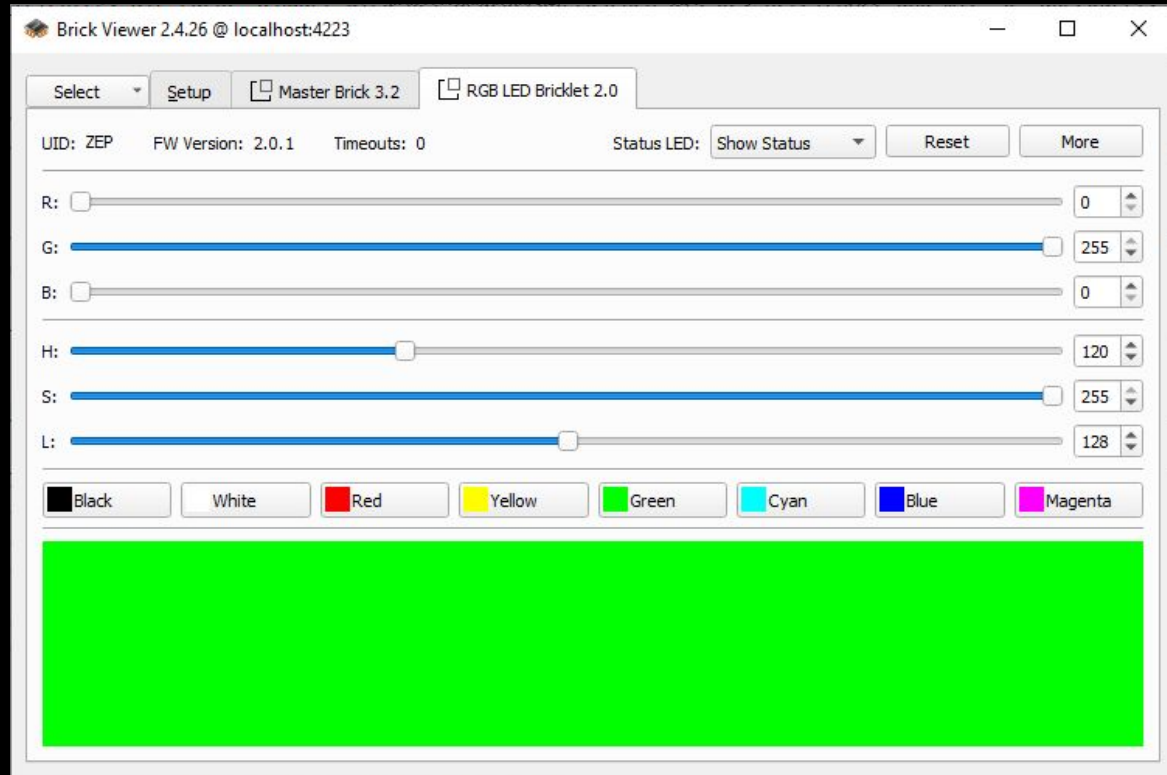 Brick Viewer 2.4.26 @ localhost:4223
Select Setup Master Brick 3.2 RGB LED Bricklet 2.0
UID: ZEP FW Version: 2.0.1 Timeouts: 0 Status LED: Show Status Reset More
R: 0
G: 255
B: 0
H: 120
S: 255
L: 128
Black White Red Yellow Green Cyan Blue Magenta